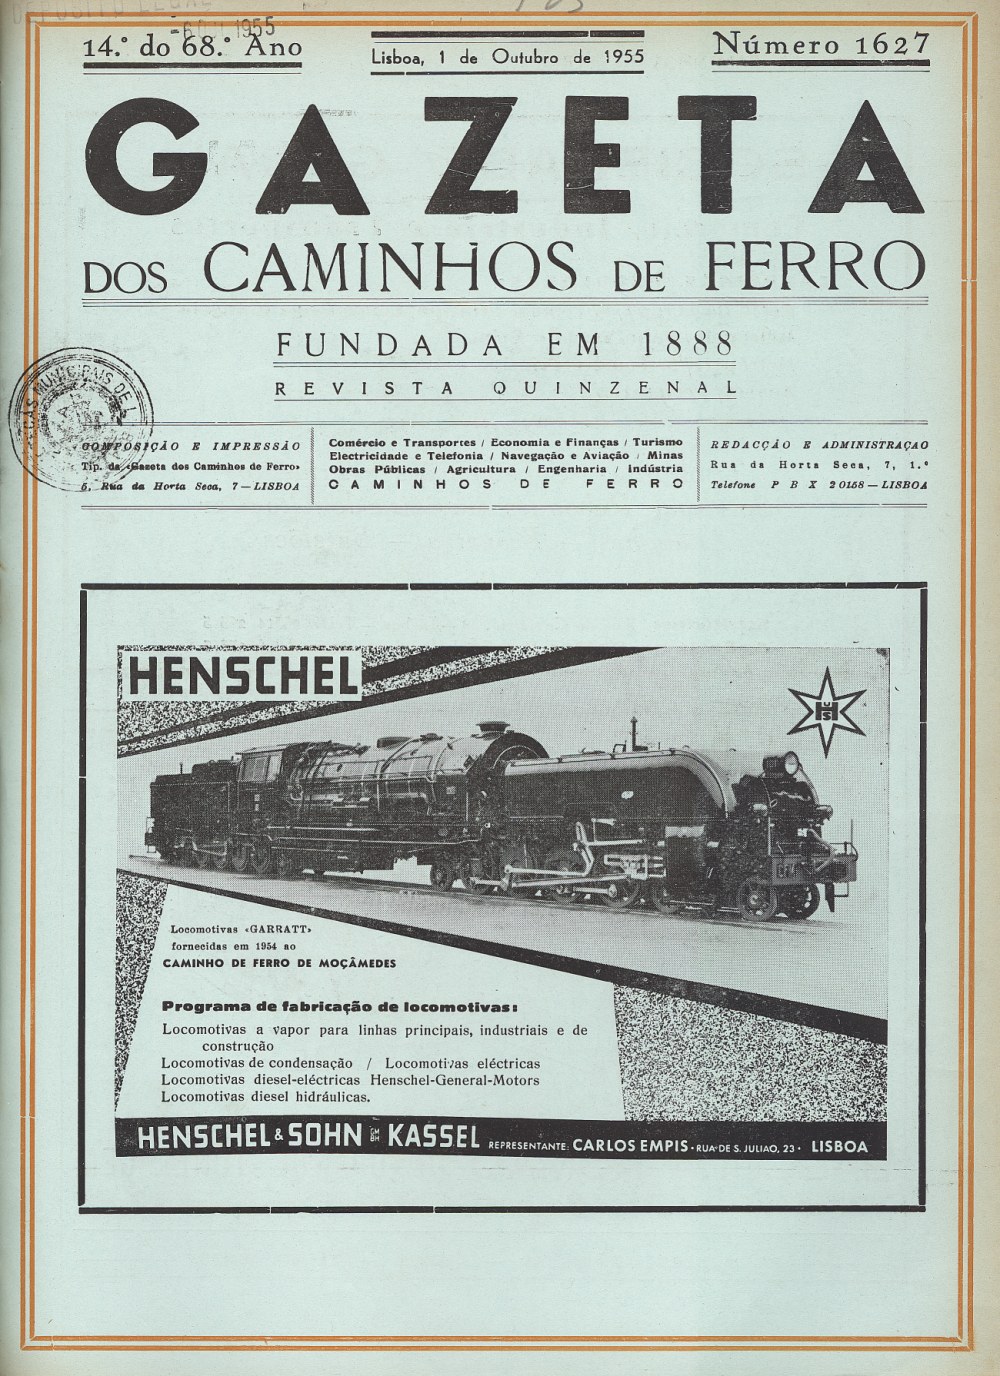 DEPÓSITO LEGAL
-6 OUT 1955
14.° do 68.° Ano
Lisboa, 1 de Outubro de 1955
Número 1627
GAZETA
DOS CAMINHOS DE FERRO
FUNDADA EM 1888
REVISTA QUINZENAL
COMPOSIÇÃO E IMPRESSÃO
Tip. da «Gazeta dos Caminhos de Ferro»
5, Rua da Horta Seca, 7 — LISBOA
Comércio e Transportes / Economia e Finanças / Turismo
Electricidade e Telefonia / Navegação e Aviação / Minas
Obras Públicas / Agricultura / Engenharia / Indústria
CAMINHOS DE FERRO
REDACÇÃO E ADMINISTRAÇÃO
Rua da Horta Seca, 7, 1.°
Telefone P B X 20158 — LISBOA
HENSCHEL
Locomotivas «GARRATT»
fornecidas em 1954 ao
CAMINHO DE FERRO DE MOÇÂMEDES
Programa de fabricação de locomotivas:
Locomotivas a vapor para linhas principais, industriais e de
construção
Locomotivas de condensação / Locomotivas eléctricas
Locomotivas diesel-eléctricas Henschel-General-Motors
Locomotivas diesel hidráulicas.
HENSCHEL & SOHN GMBH KASSEL REPRESENTANTE: CARLOS EMPIS · RUA DE S. JULIAO, 23 · LISBOA